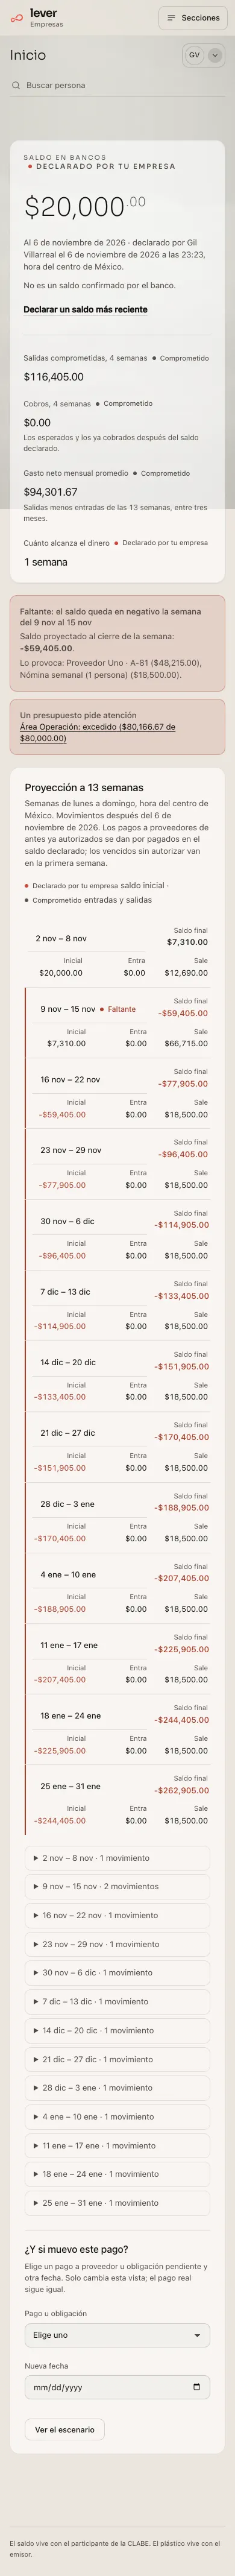 1ever
Empresas
Secciones
Inicio
GV
Buscar persona
SALDO EN BANCOS
DECLARADO POR TU EMPRESA
$20,000.00
Al 6 de noviembre de 2026 · declarado por Gil
Villarreal el 6 de noviembre de 2026 a las 23:23,
hora del centro de México.
No es un saldo confirmado por el banco.
Declarar un saldo más reciente
Salidas comprometidas, 4 semanas Comprometido
$116,405.00
Cobros, 4 semanas Comprometido
$0.00
Los esperados y los ya cobrados después del saldo
declarado.
Gasto neto mensual promedio Comprometido
$94,301.67
Salidas menos entradas de las 13 semanas, entre tres
meses.
Cuánto alcanza el dinero Declarado por tu empresa
1 semana
Faltante: el saldo queda en negativo la semana
del 9 nov al 15 nov
Saldo proyectado al cierre de la semana:
-$59,405.00.
Lo provoca: Proveedor Uno · A-81 ($48,215.00),
Nómina semanal (1 persona) ($18,500.00).
Un presupuesto pide atención
Área Operación: excedido ($80,166.67 de
$80,000.00)
Proyección a 13 semanas
Semanas de lunes a domingo, hora del centro de
México. Movimientos después del 6 de
noviembre de 2026. Los pagos a proveedores de
antes ya autorizados se dan por pagados en el
saldo declarado; los vencidos sin autorizar van
en la primera semana.
Declarado por tu empresa saldo inicial ·
Comprometido entradas y salidas
Saldo final
2 nov – 8 nov
$7,310.00
Inicial Entra Sale
$20,000.00 $0.00 $12,690.00
Saldo final
9 nov – 15 nov Faltante
-$59,405.00
Inicial Entra Sale
$7,310.00 $0.00 $66,715.00
Saldo final
16 nov – 22 nov
-$77,905.00
Inicial Entra Sale
-$59,405.00 $0.00 $18,500.00
Saldo final
23 nov – 29 nov
-$96,405.00
Inicial Entra Sale
-$77,905.00 $0.00 $18,500.00
Saldo final
30 nov – 6 dic
-$114,905.00
Inicial Entra Sale
-$96,405.00 $0.00 $18,500.00
Saldo final
7 dic – 13 dic
-$133,405.00
Inicial Entra Sale
-$114,905.00 $0.00 $18,500.00
Saldo final
14 dic – 20 dic
-$151,905.00
Inicial Entra Sale
-$133,405.00 $0.00 $18,500.00
Saldo final
21 dic – 27 dic
-$170,405.00
Inicial Entra Sale
-$151,905.00 $0.00 $18,500.00
Saldo final
28 dic – 3 ene
-$188,905.00
Inicial Entra Sale
-$170,405.00 $0.00 $18,500.00
Saldo final
4 ene – 10 ene
-$207,405.00
Inicial Entra Sale
-$188,905.00 $0.00 $18,500.00
Saldo final
11 ene – 17 ene
-$225,905.00
Inicial Entra Sale
-$207,405.00 $0.00 $18,500.00
Saldo final
18 ene – 24 ene
-$244,405.00
Inicial Entra Sale
-$225,905.00 $0.00 $18,500.00
Saldo final
25 ene – 31 ene
-$262,905.00
Inicial Entra Sale
-$244,405.00 $0.00 $18,500.00
2 nov – 8 nov · 1 movimiento
9 nov – 15 nov · 2 movimientos
16 nov – 22 nov · 1 movimiento
23 nov – 29 nov · 1 movimiento
30 nov – 6 dic · 1 movimiento
7 dic – 13 dic · 1 movimiento
14 dic – 20 dic · 1 movimiento
21 dic – 27 dic · 1 movimiento
28 dic – 3 ene · 1 movimiento
4 ene – 10 ene · 1 movimiento
11 ene – 17 ene · 1 movimiento
18 ene – 24 ene · 1 movimiento
25 ene – 31 ene · 1 movimiento
¿Y si muevo este pago?
Elige un pago a proveedor u obligación pendiente y
otra fecha. Solo cambia esta vista; el pago real
sigue igual.
Pago u obligación
Elige uno
Nueva fecha
mm/dd/yyyy
Ver el escenario
El saldo vive con el participante de la CLABE. El plástico vive con el
emisor.